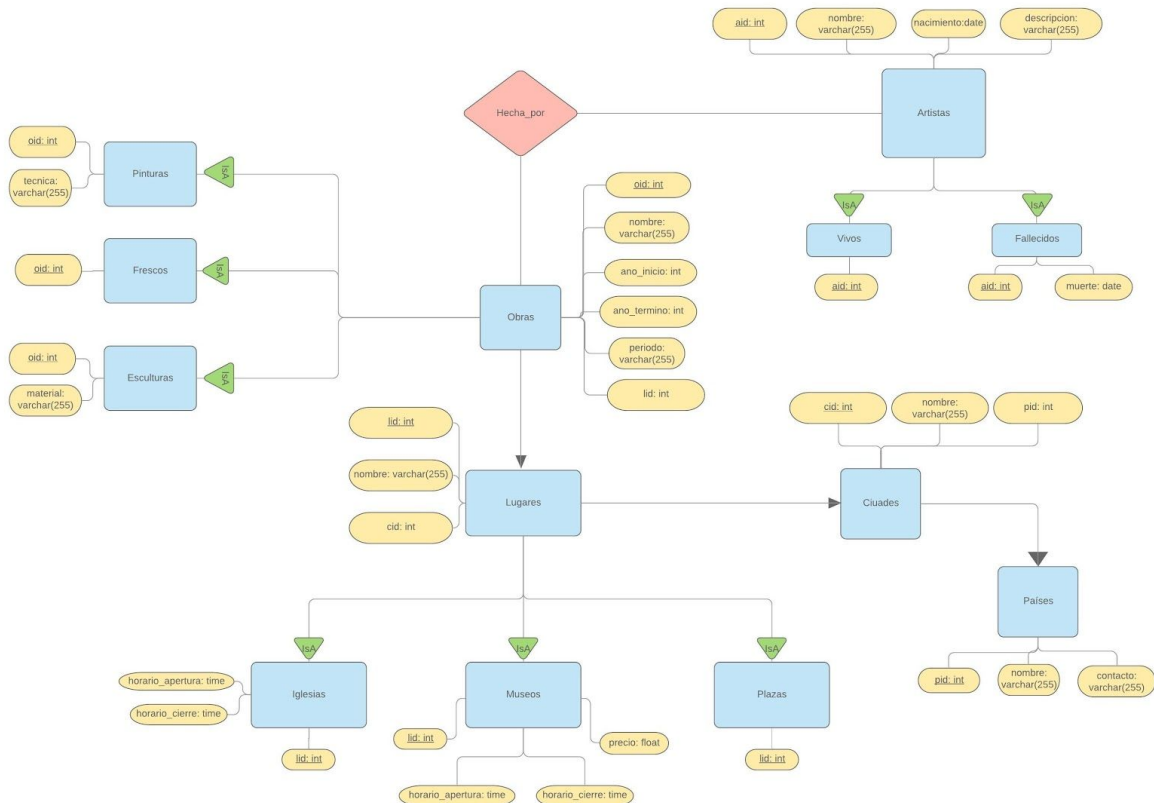 aid: int
nombre:
varchar(255)
nacimiento:date
descripcion:
varchar(255)
Hecha_por
Artistas
oid: int
tecnica:
varchar(255)
Pinturas
IsA
oid: int
nombre:
varchar(255)
IsA
IsA
Vivos
Fallecidos
oid: int
Frescos
IsA
ano_inicio: int
aid: int
aid: int
muerte: date
Obras
ano_termino: int
oid: int
material:
varchar(255)
Esculturas
IsA
periodo:
varchar(255)
lid: int
cid: int
nombre:
varchar(255)
pid: int
lid: int
nombre: varchar(255)
cid: int
Lugares
Ciuades
Países
IsA
IsA
IsA
horario_apertura: time
horario_cierre: time
Iglesias
Museos
Plazas
pid: int
nombre:
varchar(255)
contacto:
varchar(255)
lid: int
lid: int
precio: float
lid: int
horario_apertura: time
horario_cierre: time